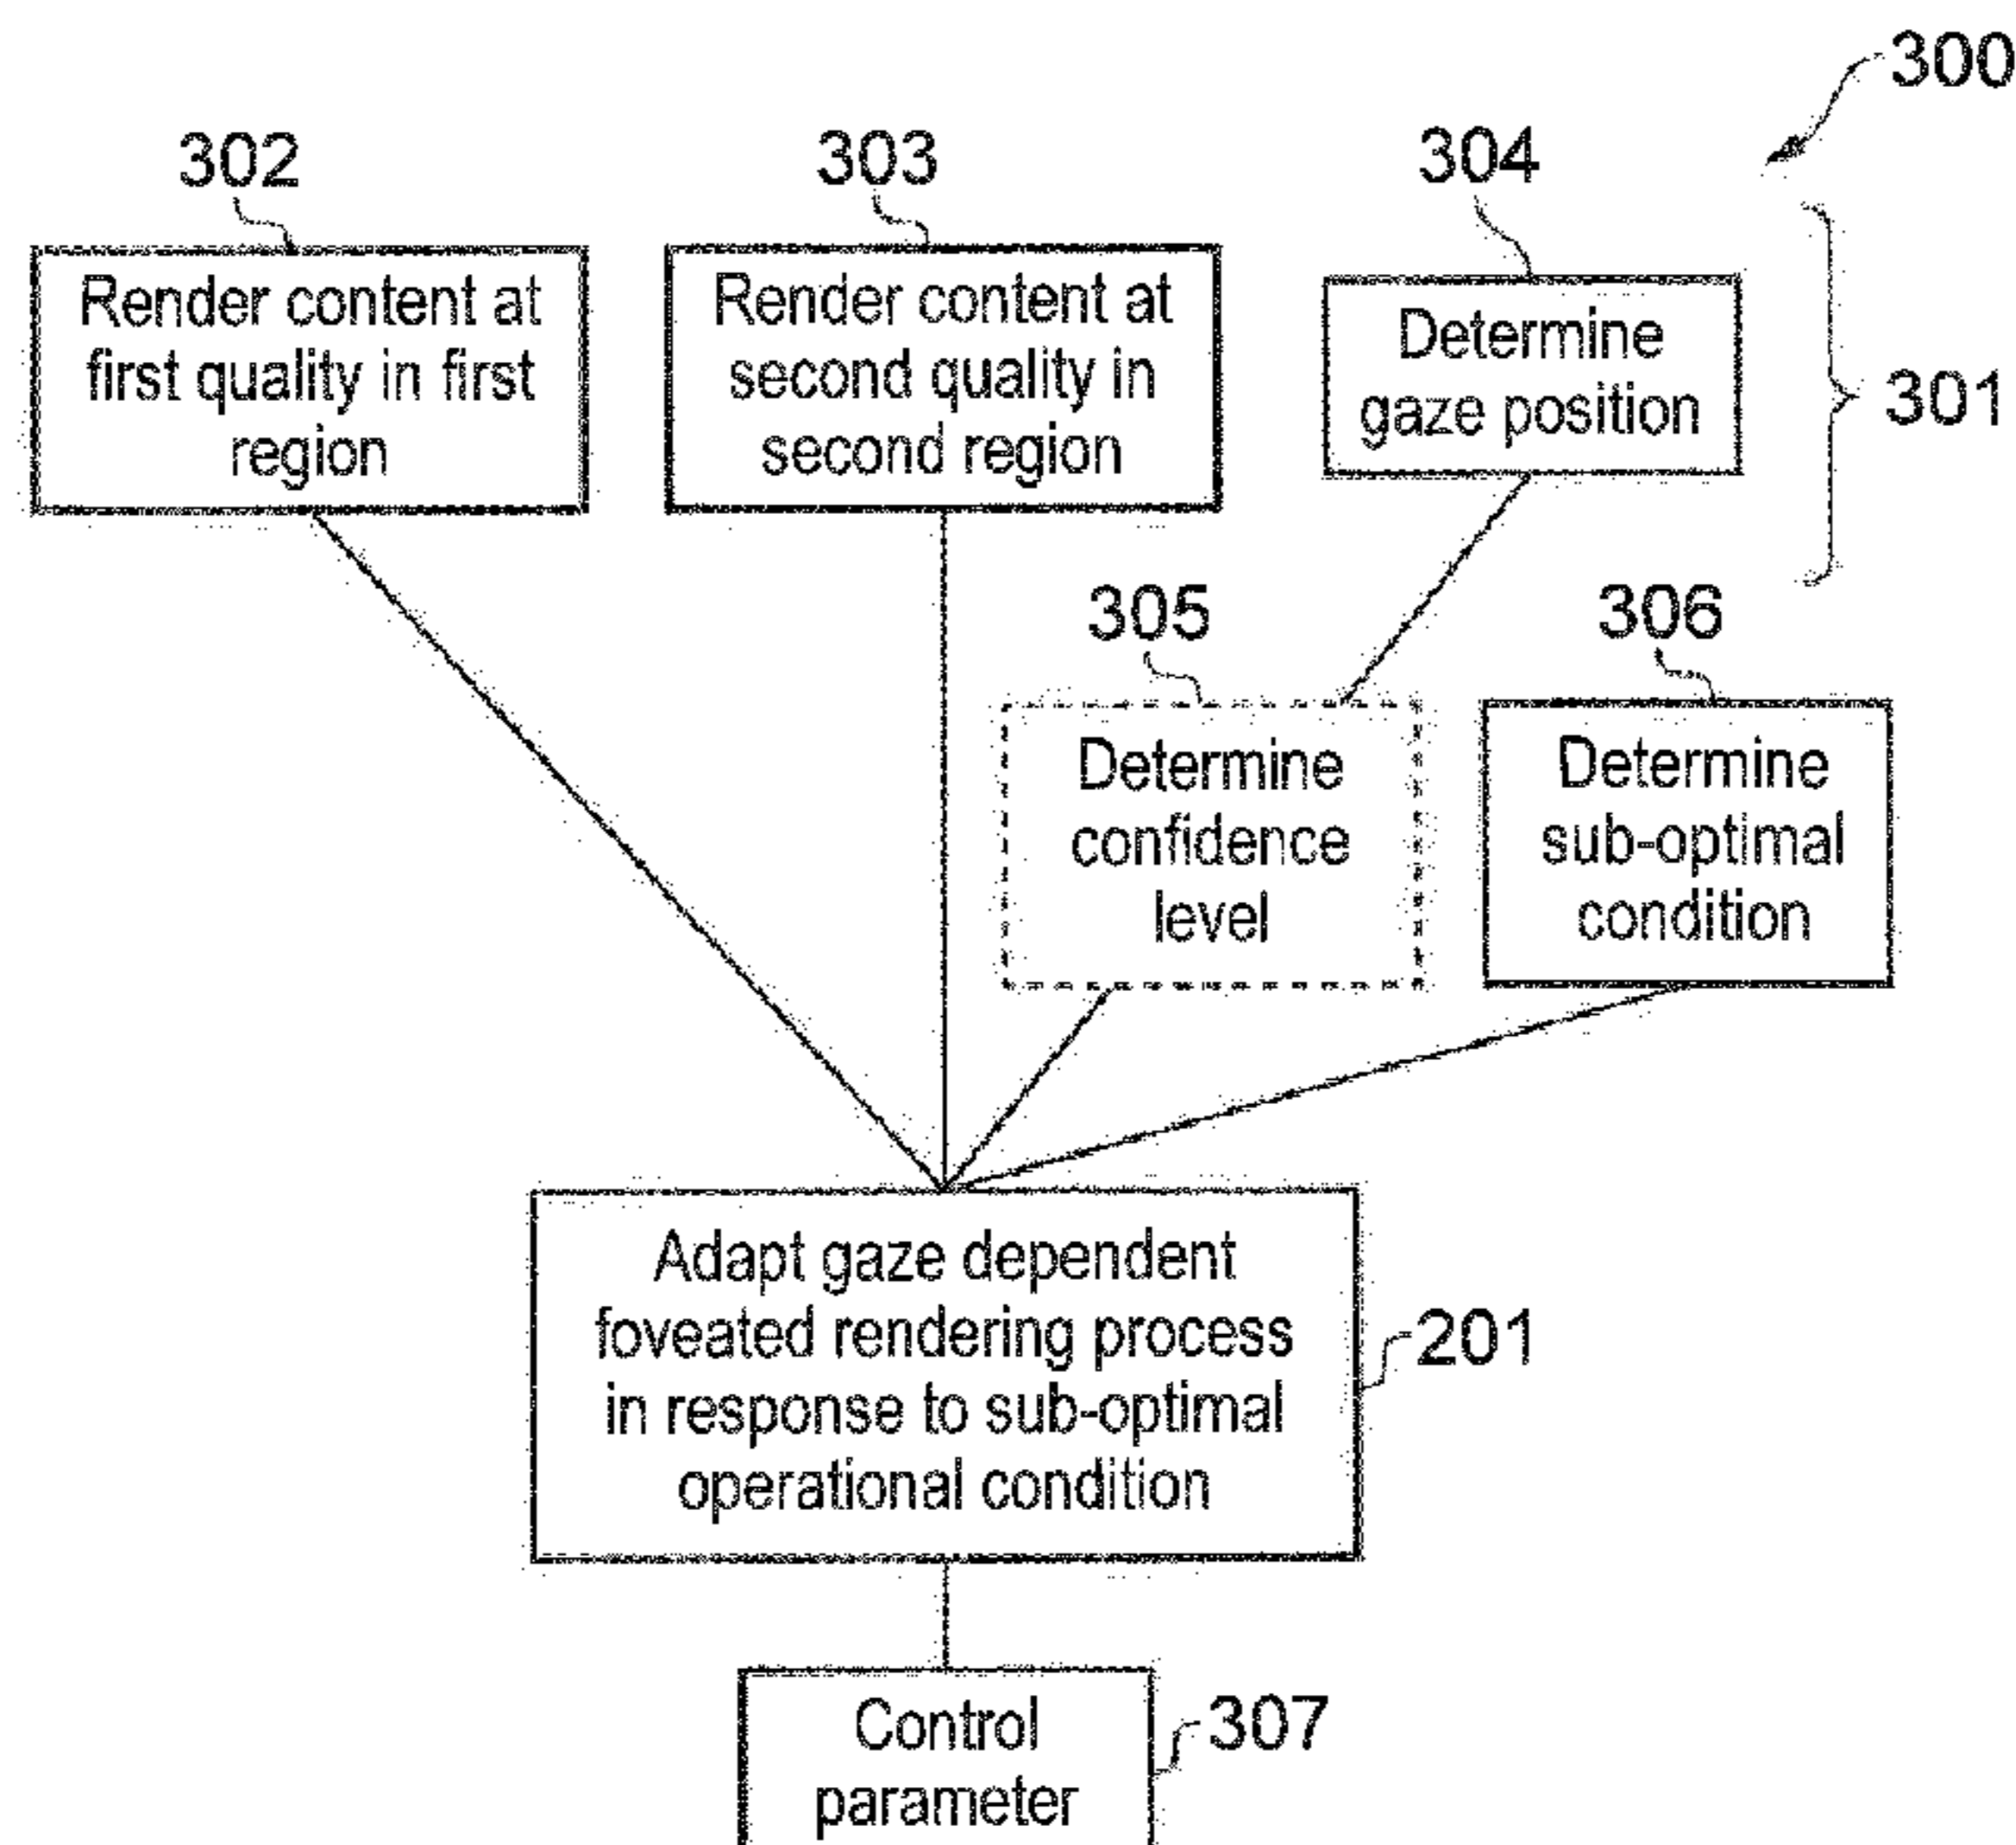 300
302
303
304
301
Render content at
first quality in first
region
Render content at
second quality in
second region
Determine
gaze position
305
306
Determine
confidence
level
Determine
sub-optimal
condition
Adapt gaze dependent
foveated rendering process
in response to sub-optimal
operational condition
201
Control
parameter
307